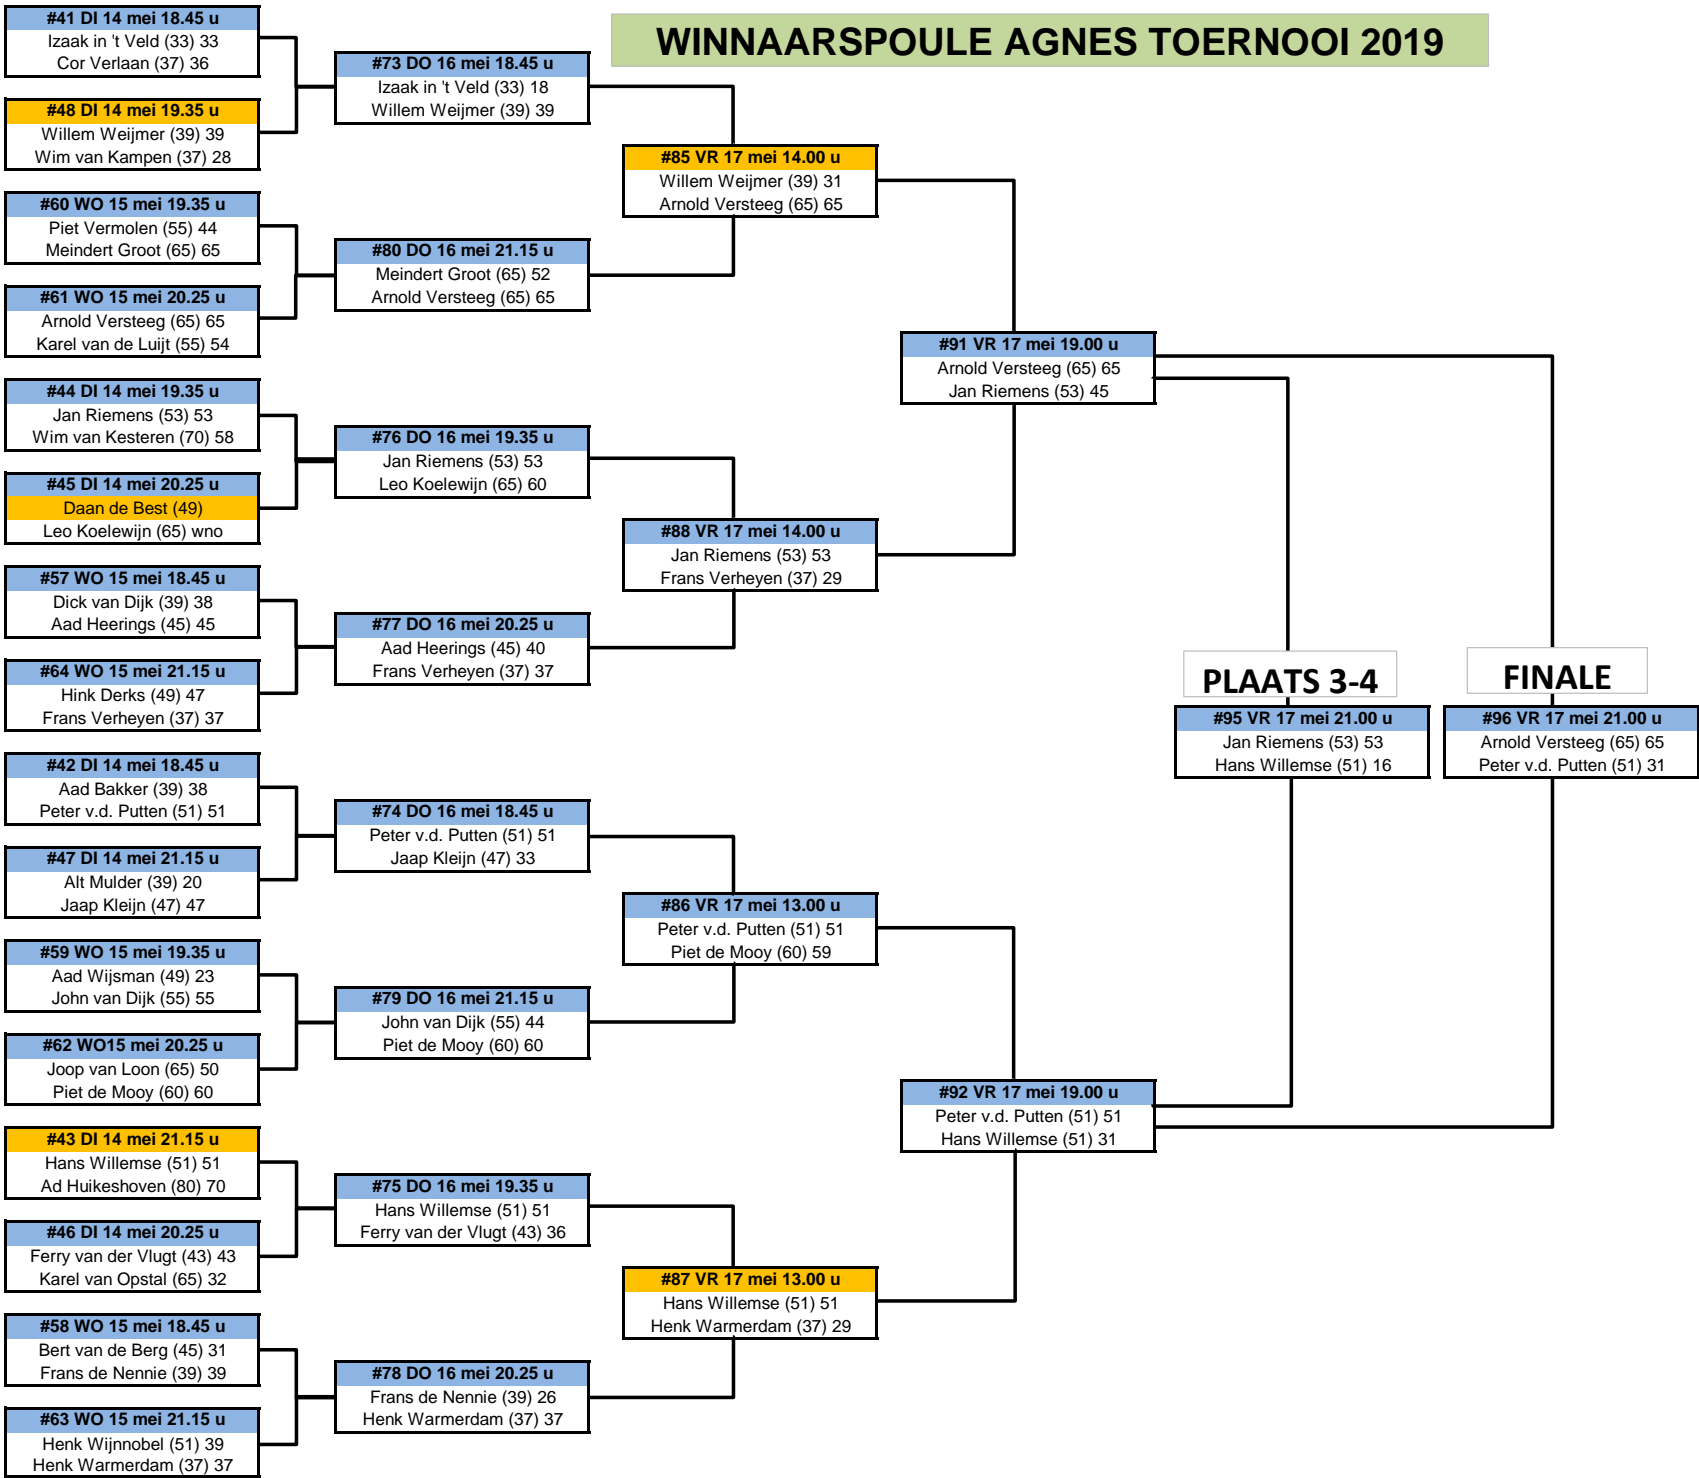 WINNAARSPOULE AGNES TOERNOOI 2019
#41 DI 14 mei 18.45 u
Izaak in 't Veld (33) 33
Cor Verlaan (37) 36
#48 DI 14 mei 19.35 u
Willem Weijmer (39) 39
Wim van Kampen (37) 28
#60 WO 15 mei 19.35 u
Piet Vermolen (55) 44
Meindert Groot (65) 65
#61 WO 15 mei 20.25 u
Arnold Versteeg (65) 65
Karel van de Luijt (55) 54
#44 DI 14 mei 19.35 u
Jan Riemens (53) 53
Wim van Kesteren (70) 58
#45 DI 14 mei 20.25 u
Daan de Best (49)
Leo Koelewijn (65) wno
#57 WO 15 mei 18.45 u
Dick van Dijk (39) 38
Aad Heerings (45) 45
#64 WO 15 mei 21.15 u
Hink Derks (49) 47
Frans Verheyen (37) 37
#42 DI 14 mei 18.45 u
Aad Bakker (39) 38
Peter v.d. Putten (51) 51
#47 DI 14 mei 21.15 u
Alt Mulder (39) 20
Jaap Kleijn (47) 47
#59 WO 15 mei 19.35 u
Aad Wijsman (49) 23
John van Dijk (55) 55
#62 WO15 mei 20.25 u
Joop van Loon (65) 50
Piet de Mooy (60) 60
#43 DI 14 mei 21.15 u
Hans Willemse (51) 51
Ad Huikeshoven (80) 70
#46 DI 14 mei 20.25 u
Ferry van der Vlugt (43) 43
Karel van Opstal (65) 32
#58 WO 15 mei 18.45 u
Bert van de Berg (45) 31
Frans de Nennie (39) 39
#63 WO 15 mei 21.15 u
Henk Wijnnobel (51) 39
Henk Warmerdam (37) 37
#73 DO 16 mei 18.45 u
Izaak in 't Veld (33) 18
Willem Weijmer (39) 39
#80 DO 16 mei 21.15 u
Meindert Groot (65) 52
Arnold Versteeg (65) 65
#76 DO 16 mei 19.35 u
Jan Riemens (53) 53
Leo Koelewijn (65) 60
#77 DO 16 mei 20.25 u
Aad Heerings (45) 40
Frans Verheyen (37) 37
#74 DO 16 mei 18.45 u
Peter v.d. Putten (51) 51
Jaap Kleijn (47) 33
#79 DO 16 mei 21.15 u
John van Dijk (55) 44
Piet de Mooy (60) 60
#75 DO 16 mei 19.35 u
Hans Willemse (51) 51
Ferry van der Vlugt (43) 36
#78 DO 16 mei 20.25 u
Frans de Nennie (39) 26
Henk Warmerdam (37) 37
#85 VR 17 mei 14.00 u
Willem Weijmer (39) 31
Arnold Versteeg (65) 65
#88 VR 17 mei 14.00 u
Jan Riemens (53) 53
Frans Verheyen (37) 29
#86 VR 17 mei 13.00 u
Peter v.d. Putten (51) 51
Piet de Mooy (60) 59
#87 VR 17 mei 13.00 u
Hans Willemse (51) 51
Henk Warmerdam (37) 29
#91 VR 17 mei 19.00 u
Arnold Versteeg (65) 65
Jan Riemens (53) 45
#92 VR 17 mei 19.00 u
Peter v.d. Putten (51) 51
Hans Willemse (51) 31
PLAATS 3-4
#95 VR 17 mei 21.00 u
Jan Riemens (53) 53
Hans Willemse (51) 16
FINALE
#96 VR 17 mei 21.00 u
Arnold Versteeg (65) 65
Peter v.d. Putten (51) 31